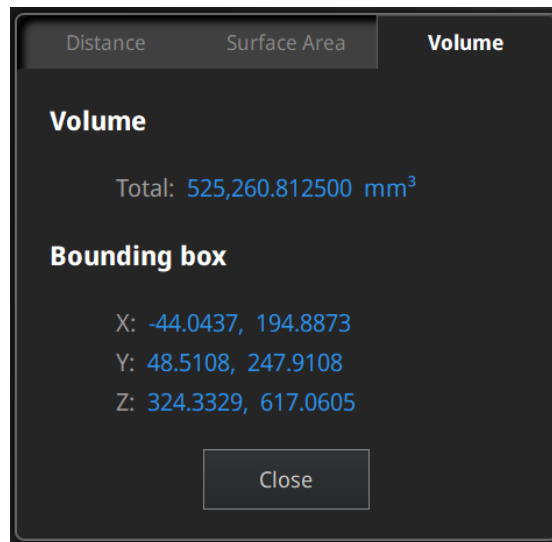 Distance Surface Area Volume
Volume
Total: 525,260.812500 mm³
Bounding box
X: -44.0437, 194.8873
Y: 48.5108, 247.9108
Z: 324.3329, 617.0605
Close